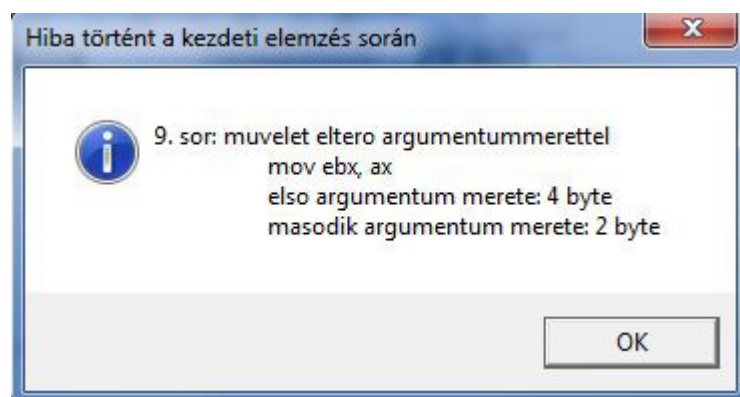 Hiba történt a kezdeti elemzés során
9. sor: muvelet eltero argumentummerettel
mov ebx, ax
elso argumentum merete: 4 byte
masodik argumentum merete: 2 byte
OK